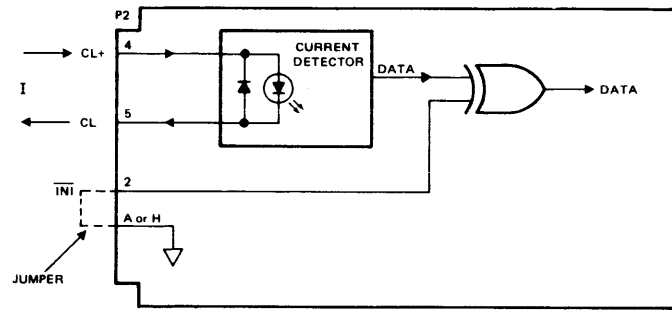 P2
CL+
4
CURRENT
DETECTOR
DATA
DATA
I
CL
5
INI
2
A or H
JUMPER